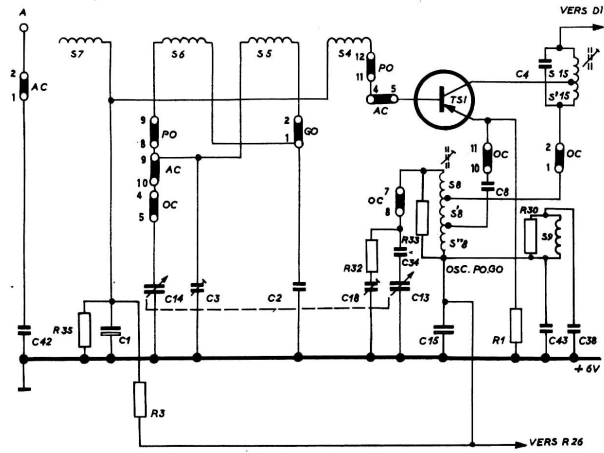 VERS D1
A
S7
S6
S5
S4
12
PO
11
4
5
AC
TS1
C4
S15
S'15
2
1
AC
9
PO
8
9
AC
10
4
OC
5
2
GO
1
11
OC
10
C8
2
OC
1
7
OC
8
R33
S8
S'8
S"8
R30
S9
R32
C34
OSC. PO.GO
C14
C3
C2
C18
C13
C42
R35
C1
C15
R1
C43
C38
+6V
R3
VERS R26